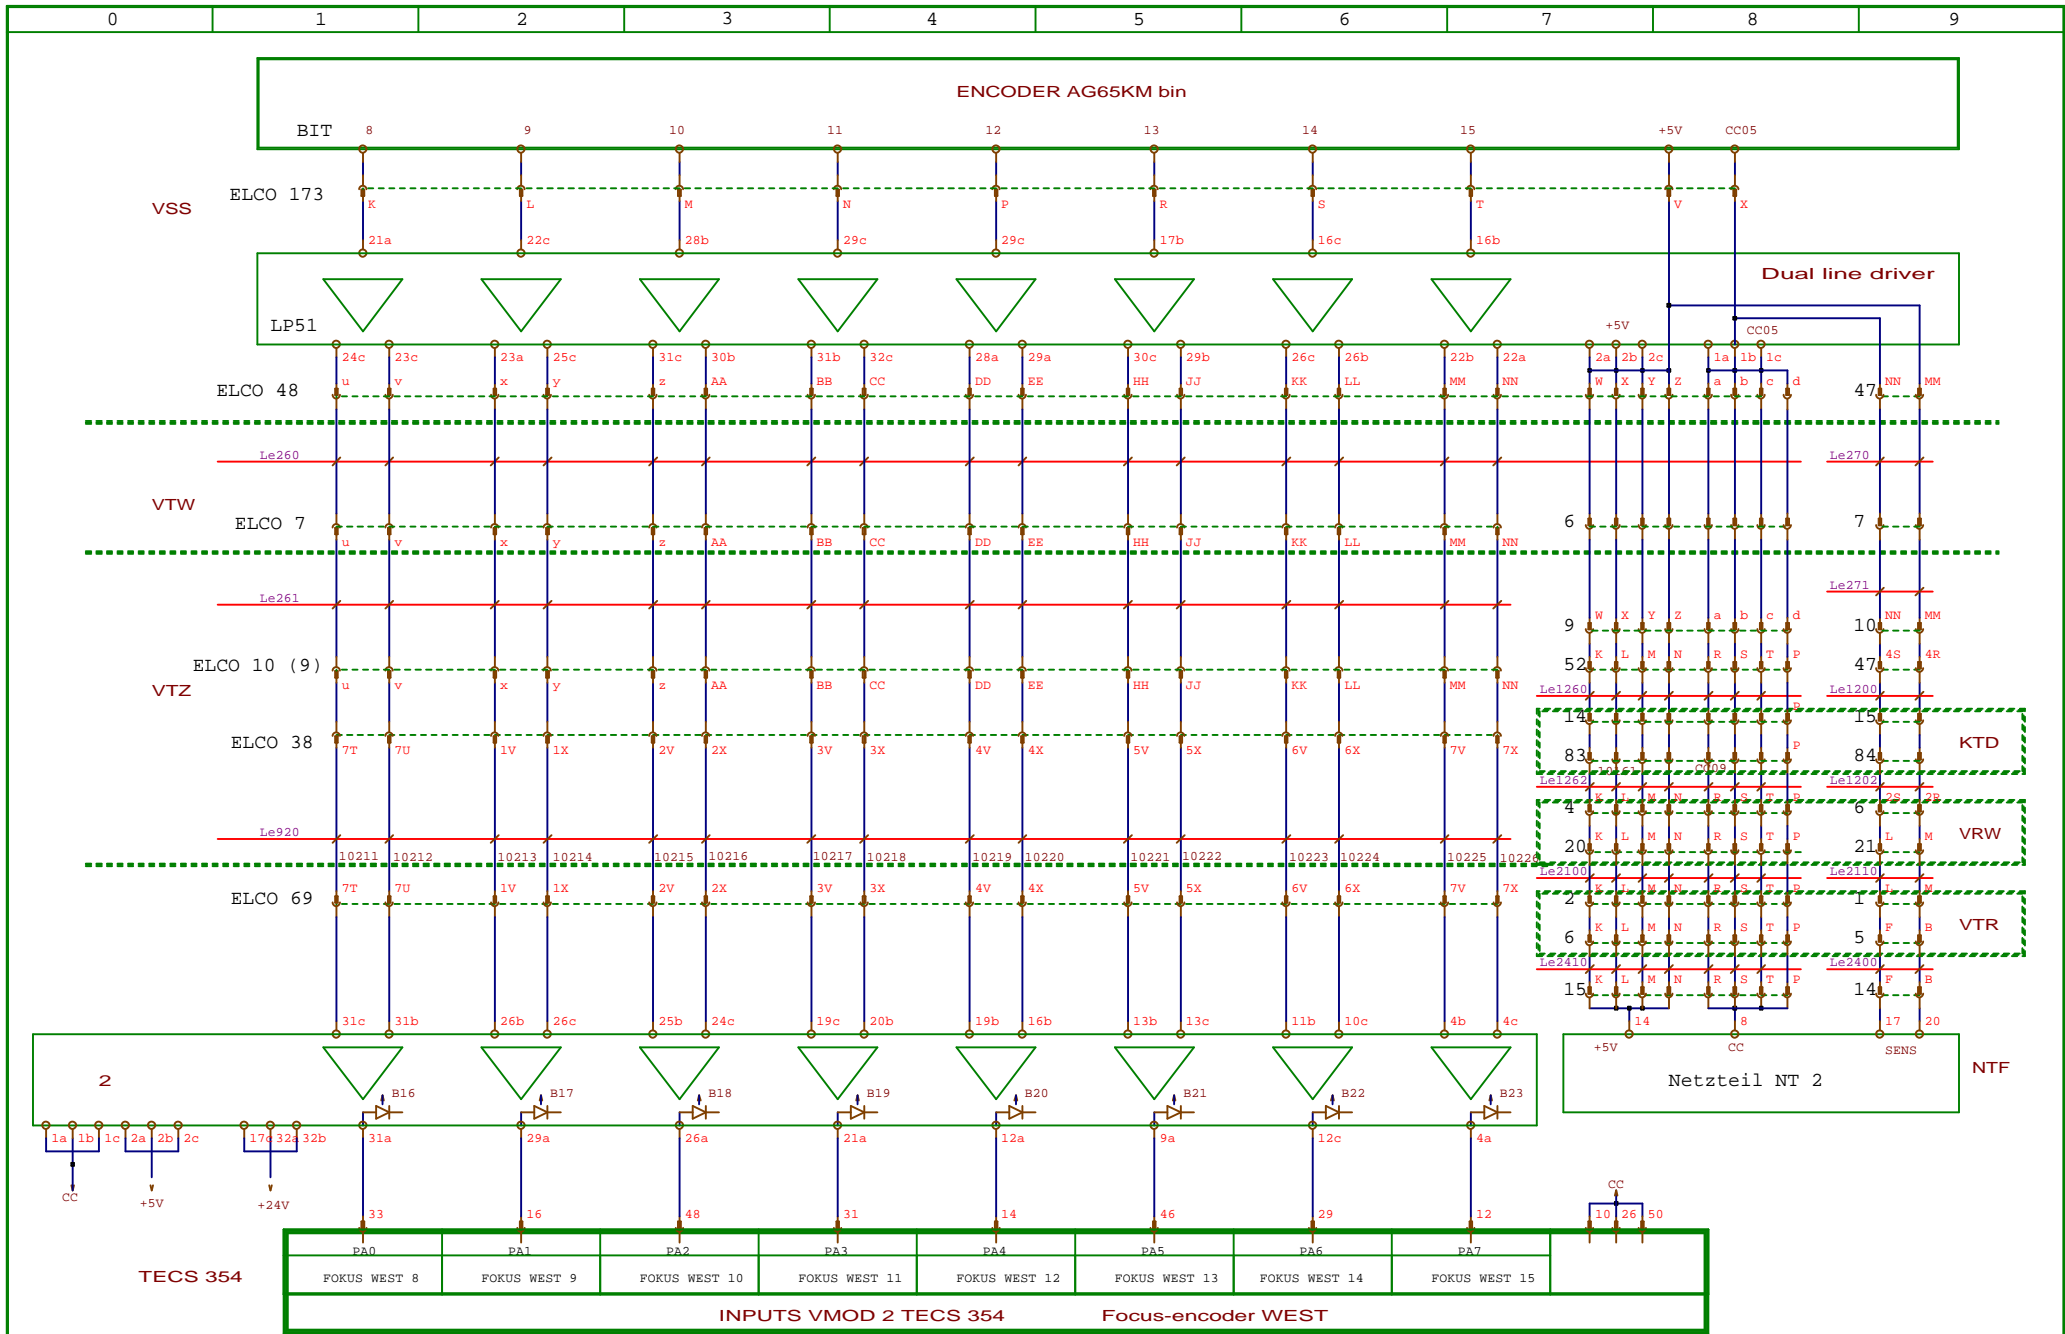 0 1 2 3 4 5 6 7 8 9
ENCODER AG65KM bin
BIT 8 9 10 11 12 13 14 15 +5V CC05
VSS ELCO 173 K L M N P R S T V X
21a 22c 28b 29c 29c 17b 16c 16b
Dual line driver
LP51 +5V CC05
24c 23c 23a 25c 31c 30b 31b 32c 28a 29a 30c 29b 26c 26b 22b 22a 2a 2b 2c 1a 1b 1c
ELCO 48 u v x y z AA BB CC DD EE HH JJ KK LL MM NN W X Y Z a b c d 47 NN MM
Le260 Le270
VTW
ELCO 7 6 7
u v x y z AA BB CC DD EE HH JJ KK LL MM NN
Le261 Le271
9 W X Y Z a b c d 10 NN MM
ELCO 10 (9) 52 K L M N R S T P 47 4S 4R
VTZ u v x y z AA BB CC DD EE HH JJ KK LL MM NN
Le1260 Le1200
P
14 15
ELCO 38 7T 7U 1V 1X 2V 2X 3V 3X 4V 4X 5V 5X 6V 6X 7V 7X
KTD
83 P 84
10161 CC09
Le1262 Le1202
4 K L M N R S T P 6 2S 2R
Le920 VRW
20 K L M N R S T P 21 L M
10211 10212 10213 10214 10215 10216 10217 10218 10219 10220 10221 10222 10223 10224 10225 10226
Le2100 Le2110
ELCO 69 7T 7U 1V 1X 2V 2X 3V 3X 4V 4X 5V 5X 6V 6X 7V 7X
2 K L M N R S T P 1 L M
VTR
6 K L M N R S T P 5 F B
Le2410 Le2400
15 K L M N R S T P 14 F B
31c 31b 26b 26c 25b 24c 19c 20b 19b 16b 13b 13c 11b 10c 4b 4c 14 8 17 20
+5V CC SENS
2 Netzteil NT 2 NTF
B16 B17 B18 B19 B20 B21 B22 B23
1a 1b 1c 2a 2b 2c 17c 32a 32b 31a 29a 26a 21a 12a 9a 12c 4a
CC +5V +24V CC
33 16 48 31 14 46 29 12 10 26 50
PA0 PA1 PA2 PA3 PA4 PA5 PA6 PA7
TECS 354 FOKUS WEST 8 FOKUS WEST 9 FOKUS WEST 10 FOKUS WEST 11 FOKUS WEST 12 FOKUS WEST 13 FOKUS WEST 14 FOKUS WEST 15
INPUTS VMOD 2 TECS 354 Focus-encoder WEST